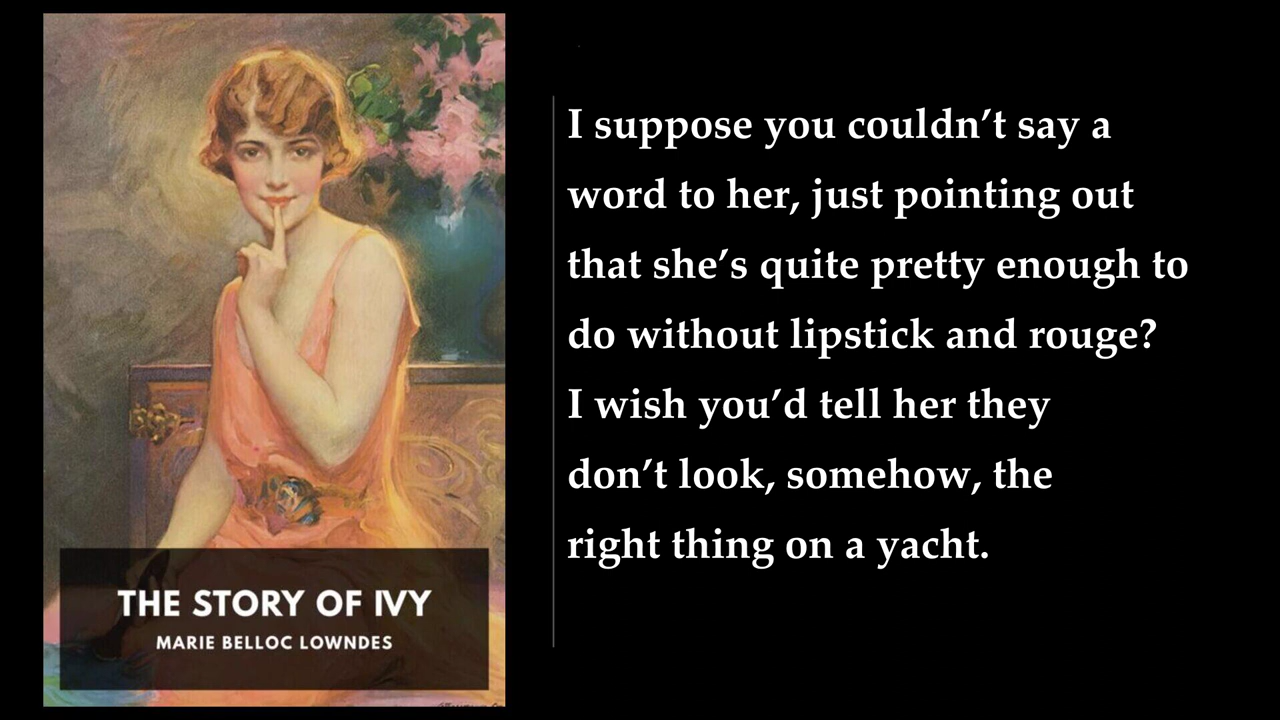 THE STORY OF IVY
MARIE BELLOC LOWNDES
I suppose you couldn’t say a
word to her, just pointing out
that she’s quite pretty enough to
do without lipstick and rouge?
I wish you’d tell her they
don’t look, somehow, the
right thing on a yacht.